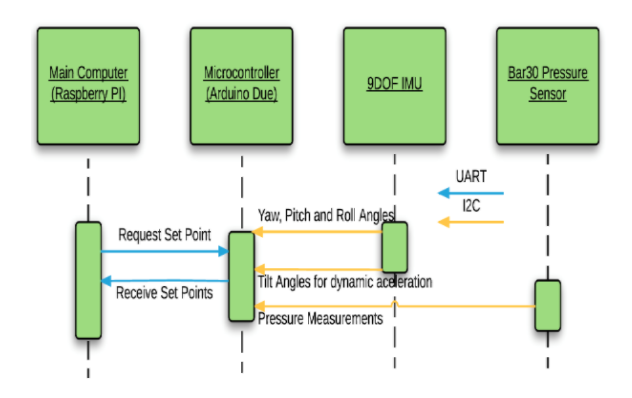 Main Computer
(Raspberry PI)
Microcontroller
(Arduino Due)
9DOF IMU
Bar30 Pressure
Sensor
UART
I2C
Yaw, Pitch and Roll Angles
Request Set Point
Tilt Angles for dynamic aceleration
Receive Set Points
Pressure Measurements